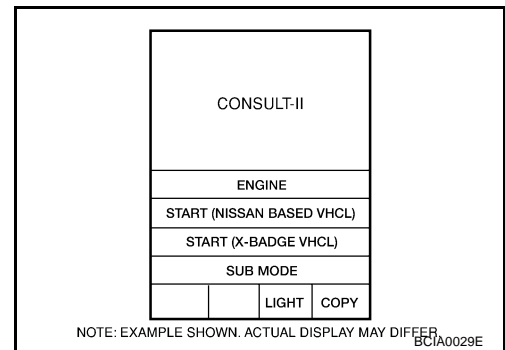 CONSULT-II
ENGINE
START (NISSAN BASED VHCL)
START (X-BADGE VHCL)
SUB MODE
LIGHT COPY
NOTE: EXAMPLE SHOWN. ACTUAL DISPLAY MAY DIFFER.
BCIA0029E